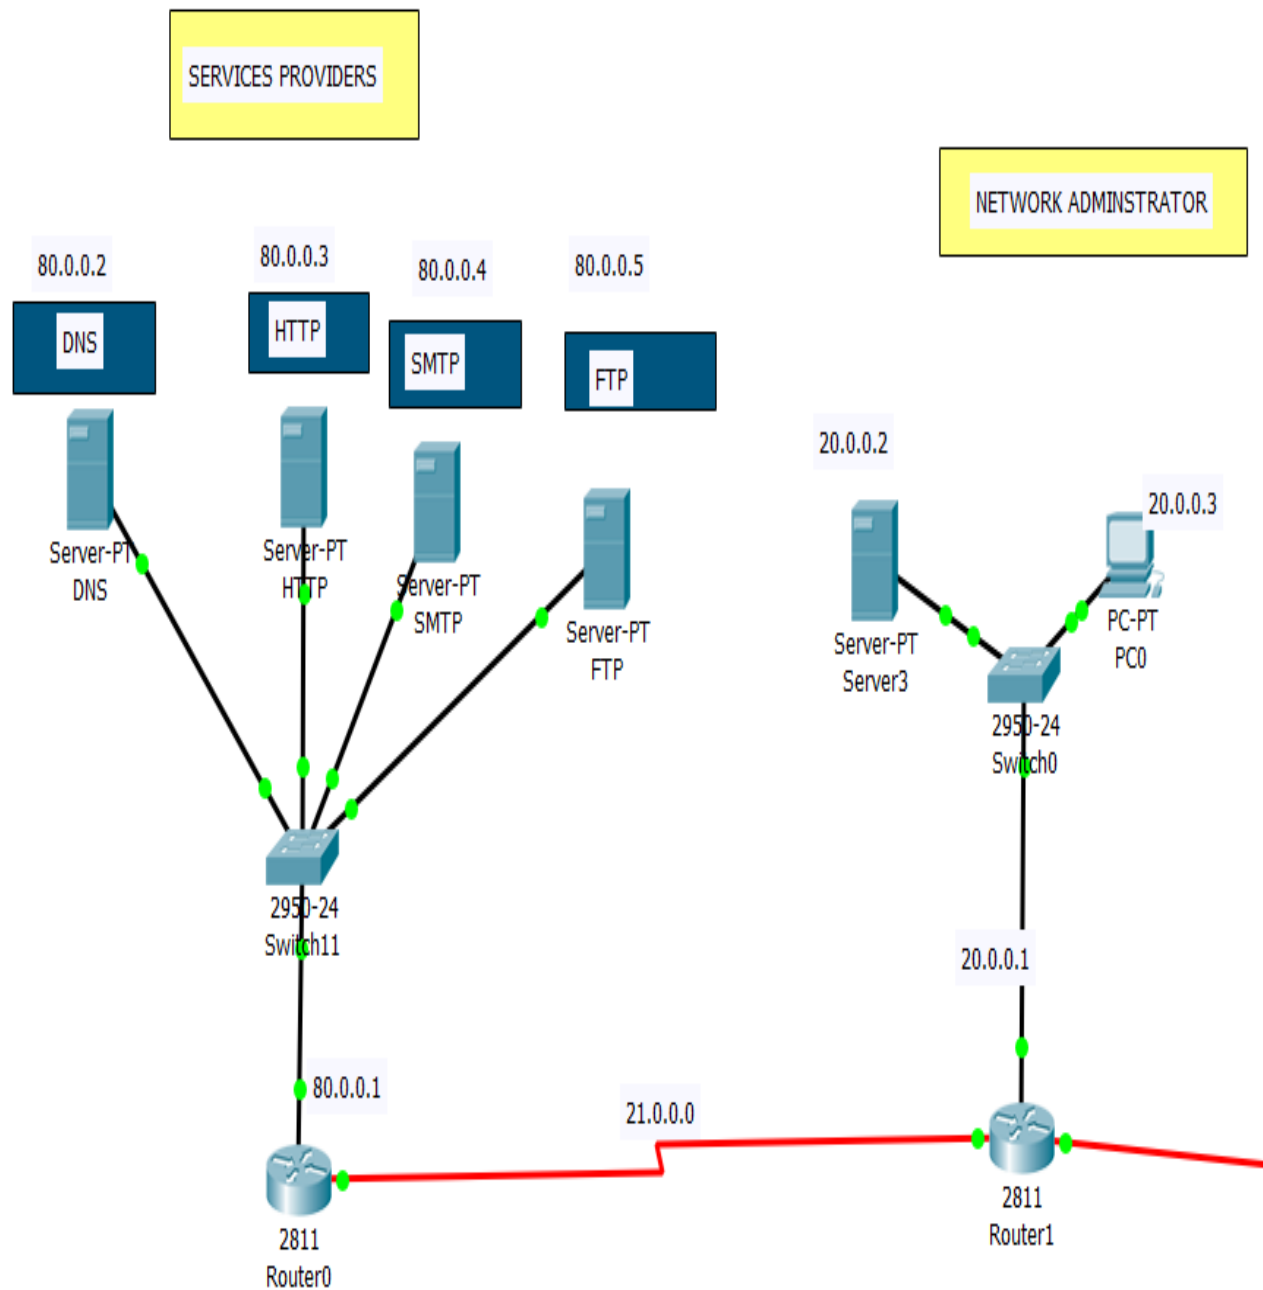 SERVICES PROVIDERS
NETWORK ADMINSTRATOR
80.0.0.2
80.0.0.3
80.0.0.4
80.0.0.5
DNS
HTTP
SMTP
FTP
Server-PT
DNS
Server-PT
HTTP
Server-PT
SMTP
Server-PT
FTP
20.0.0.2
20.0.0.3
Server-PT
Server3
PC-PT
PC0
2950-24
Switch0
2950-24
Switch11
20.0.0.1
80.0.0.1
21.0.0.0
2811
Router0
2811
Router1